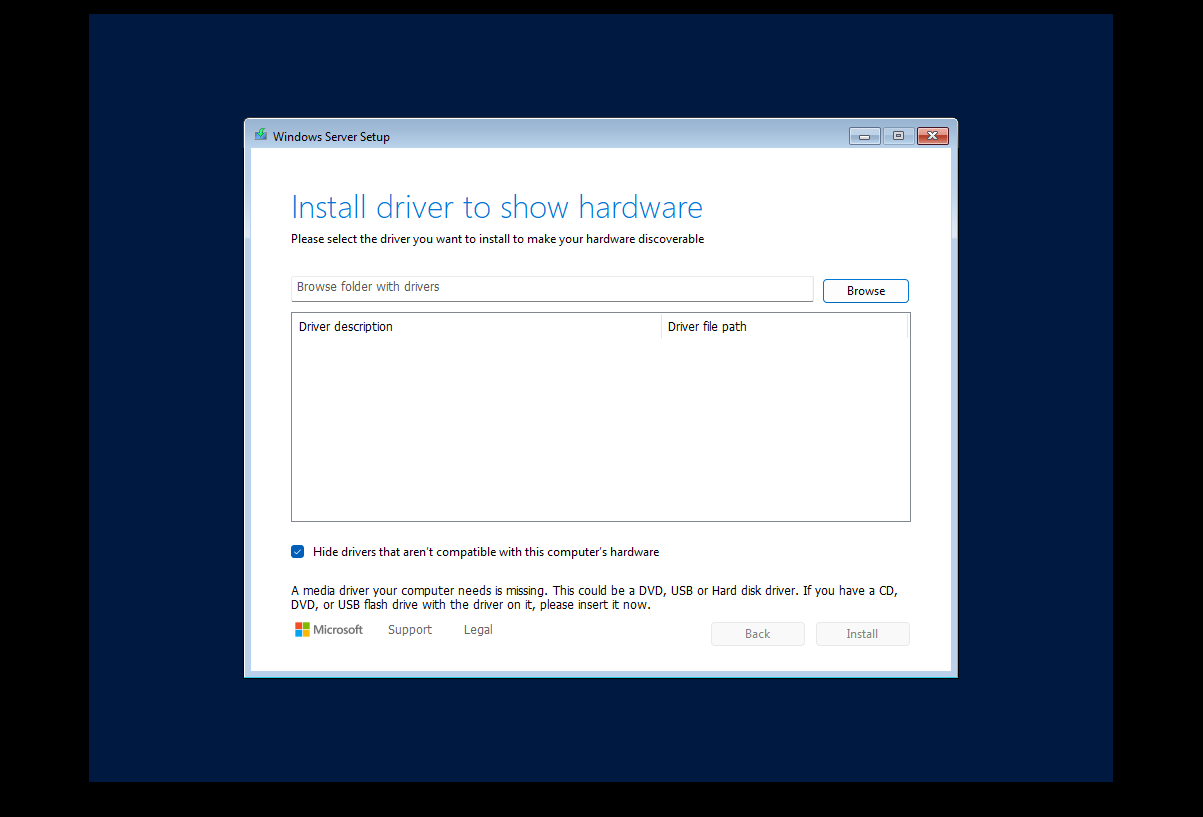 Windows Server Setup
Install driver to show hardware
Please select the driver you want to install to make your hardware discoverable
Browse folder with drivers
Browse
Driver description
Driver file path
Hide drivers that aren't compatible with this computer's hardware
A media driver your computer needs is missing. This could be a DVD, USB or Hard disk driver. If you have a CD,
DVD, or USB flash drive with the driver on it, please insert it now.
Microsoft
Support
Legal
Back
Install